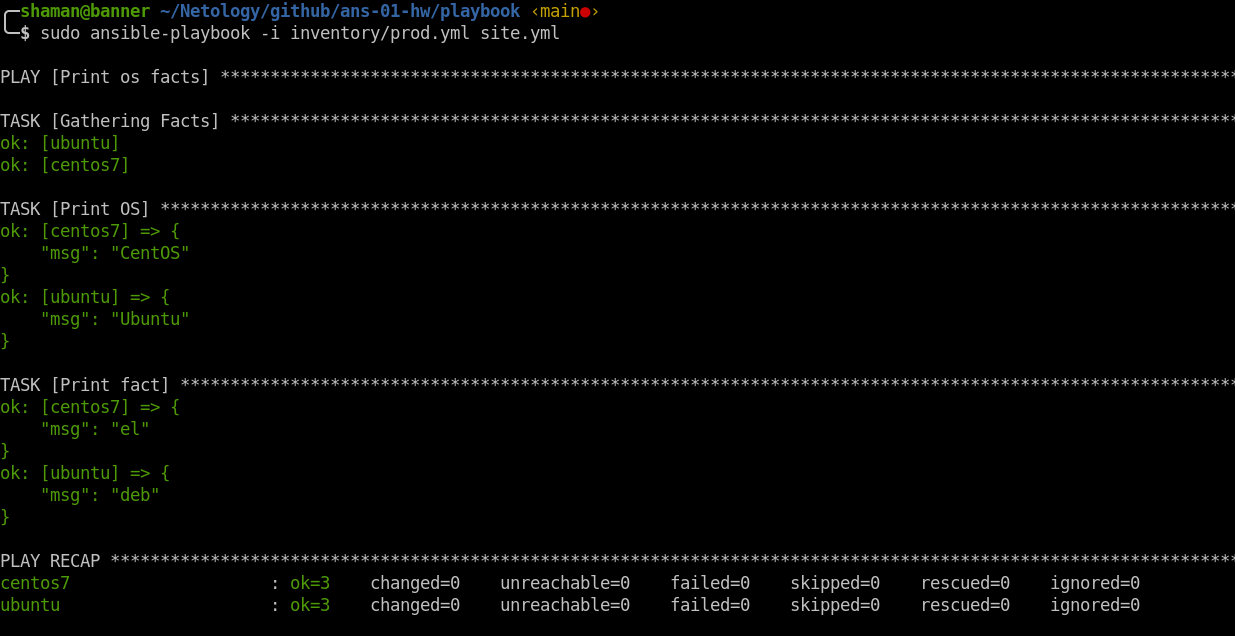 shaman@banner ~/Netology/github/ans-01-hw/playbook ‹main●›
$ sudo ansible-playbook -i inventory/prod.yml site.yml
PLAY [Print os facts] ******************************************************************************************************
TASK [Gathering Facts] *****************************************************************************************************
ok: [ubuntu]
ok: [centos7]
TASK [Print OS] ************************************************************************************************************
ok: [centos7] => {
    "msg": "CentOS"
}
ok: [ubuntu] => {
    "msg": "Ubuntu"
}
TASK [Print fact] **********************************************************************************************************
ok: [centos7] => {
    "msg": "el"
}
ok: [ubuntu] => {
    "msg": "deb"
}
PLAY RECAP *****************************************************************************************************************
centos7                    : ok=3    changed=0    unreachable=0    failed=0    skipped=0    rescued=0    ignored=0
ubuntu                     : ok=3    changed=0    unreachable=0    failed=0    skipped=0    rescued=0    ignored=0